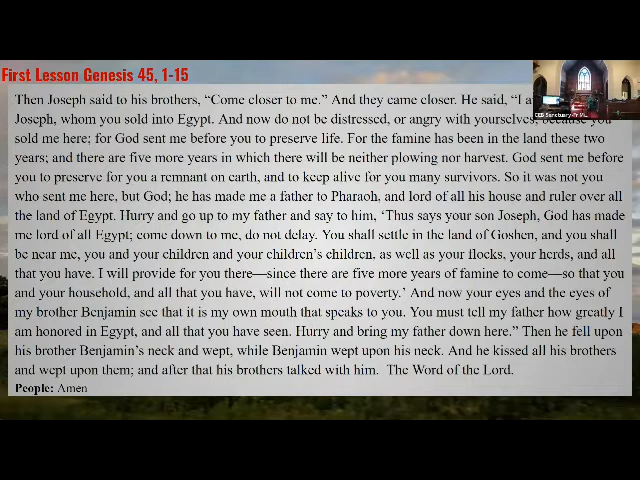 First Lesson Genesis 45, 1-15
Then Joseph said to his brothers, “Come closer to me.” And they came closer. He said, “I
Joseph, whom you sold into Egypt. And now do not be distressed, or angry with yourselves, because you
sold me here; for God sent me before you to preserve life. For the famine has been in the land these two
years; and there are five more years in which there will be neither plowing nor harvest. God sent me before
you to preserve for you a remnant on earth, and to keep alive for you many survivors. So it was not you
who sent me here, but God; he has made me a father to Pharaoh, and lord of all his house and ruler over all
the land of Egypt. Hurry and go up to my father and say to him, ‘Thus says your son Joseph, God has made
me lord of all Egypt; come down to me, do not delay. You shall settle in the land of Goshen, and you shall
be near me, you and your children and your children’s children, as well as your flocks, your herds, and all
that you have. I will provide for you there—since there are five more years of famine to come—so that you
and your household, and all that you have, will not come to poverty.’ And now your eyes and the eyes of
my brother Benjamin see that it is my own mouth that speaks to you. You must tell my father how greatly I
am honored in Egypt, and all that you have seen. Hurry and bring my father down here.” Then he fell upon
his brother Benjamin’s neck and wept, while Benjamin wept upon his neck. And he kissed all his brothers
and wept upon them; and after that his brothers talked with him. The Word of the Lord.
People: Amen